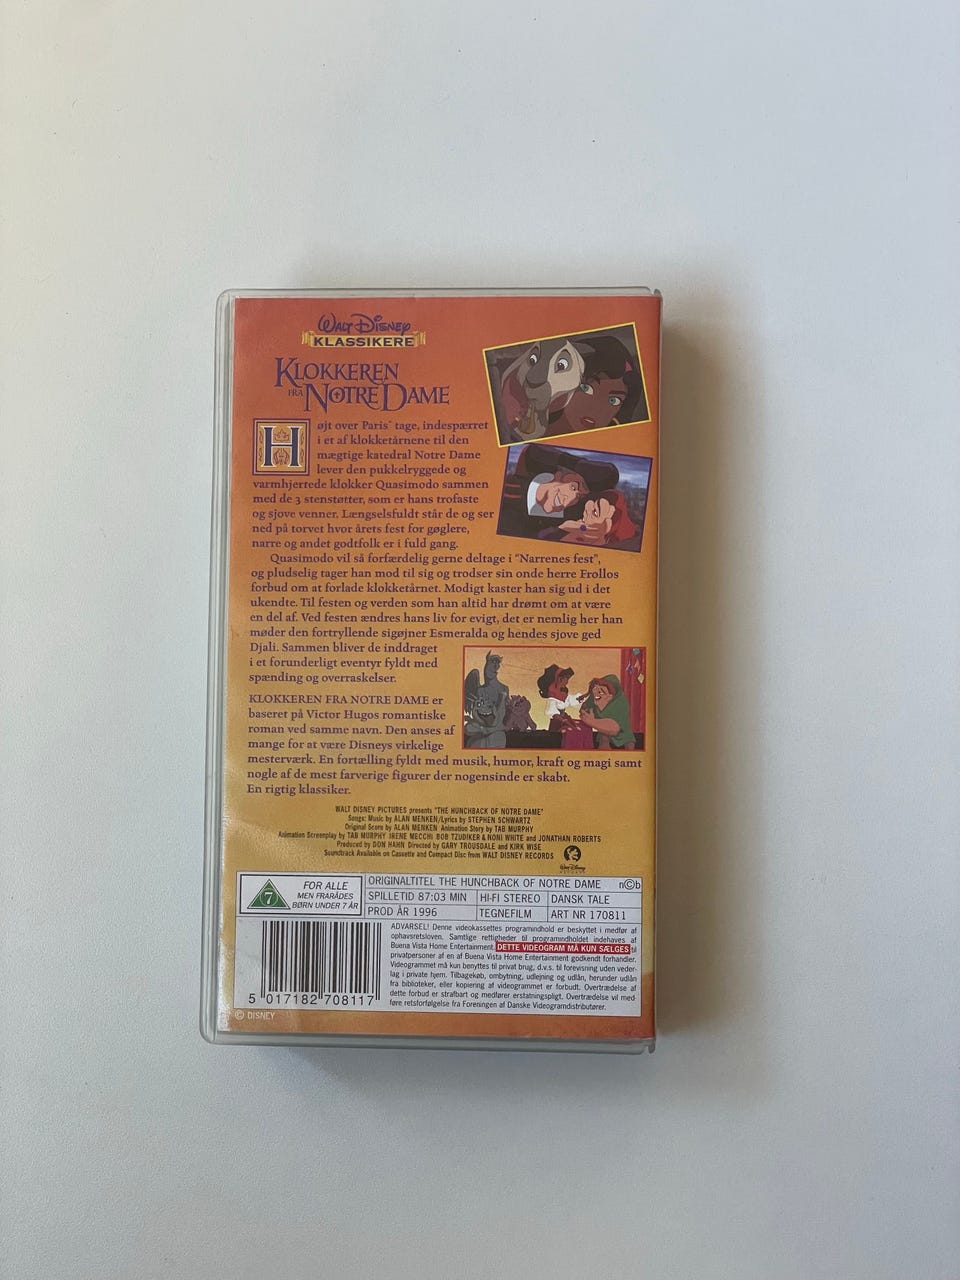 WALT DISNEY
KLASSIKERE
KLOKKEREN
FRA NOTRE DAME
Højt over Paris´ tage, indespærret
i et af klokketårnene til den
mægtige katedral Notre Dame
lever den pukkelryggede og
varmhjertede klokker Quasimodo sammen
med de 3 stenstøtter, som er hans trofaste
og sjove venner. Længselsfuldt står de og ser
ned på torvet hvor årets fest for gøglere,
narre og andet godtfolk er i fuld gang.
Quasimodo vil så forfærdelig gerne deltage i "Narrenes fest",
og pludselig tager han mod til sig og trodser sin onde herre Frollos
forbud om at forlade klokketårnet. Modigt kaster han sig ud i det
ukendte. Til festen og verden som han altid har drømt om at være
en del af. Ved festen ændres hans liv for evigt, det er nemlig her han
møder den fortryllende sigøjner Esmeralda og hendes sjove ged
Djali. Sammen bliver de inddraget
i et forunderligt eventyr fyldt med
spænding og overraskelser.
KLOKKEREN FRA NOTRE DAME er
baseret på Victor Hugos romantiske
roman ved samme navn. Den anses af
mange for at være Disneys virkelige
mesterværk. En fortælling fyldt med musik, humor, kraft og magi samt
nogle af de mest farverige figurer der nogensinde er skabt.
En rigtig klassiker.
WALT DISNEY PICTURES presents "THE HUNCHBACK OF NOTRE DAME"
Songs: Music by ALAN MENKEN/Lyrics by STEPHEN SCHWARTZ
Original Score by ALAN MENKEN Animation Story by TAB MURPHY
Animation Screenplay by TAB MURPHY IRENE MECCHI BOB TZUDIKER & NONI WHITE and JONATHAN ROBERTS
Produced by DON HAHN Directed by GARY TROUSDALE and KIRK WISE
Soundtrack Available on Cassette and Compact Disc from WALT DISNEY RECORDS
Walt Disney
RECORDS
7
FOR ALLE
MEN FRARÅDES
BØRN UNDER 7 ÅR
ORIGINALTITEL THE HUNCHBACK OF NOTRE DAME n©b
SPILLETID 87:03 MIN HI-FI STEREO DANSK TALE
PROD ÅR 1996 TEGNEFILM ART NR 170811
ADVARSEL! Denne videokassettes programindhold er beskyttet i medfør af
ophavsretsloven. Samtlige rettigheder til programindholdet indehaves af
Buena Vista Home Entertainment. DETTE VIDEOGRAM MÅ KUN SÆLGES til
privatpersoner af en af Buena Vista Home Entertainment godkendt forhandler.
Videogrammet må kun benyttes til privat brug, d.v.s. til forevisning uden veder-
lag i private hjem. Tilbagekøb, ombytning, udlejning og udlån, herunder udlån
fra biblioteker, eller kopiering af videogrammet er forbudt. Overtrædelse af
dette forbud er strafbart og medfører erstatningspligt. Overtrædelse vil med-
føre retsforfølgelse fra Foreningen af Danske Videogramdistributører.
5 017182 708117
© DISNEY